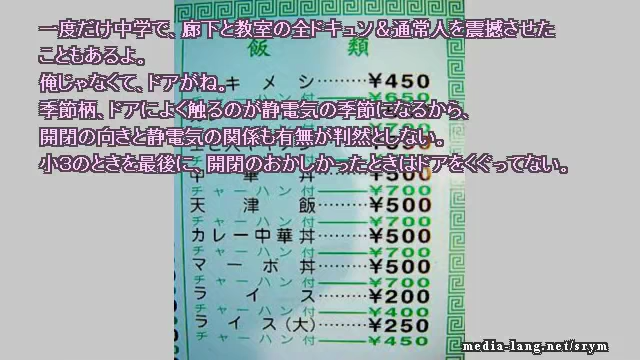 一度だけ中学で、廊下と教室の全ドキュン＆通常人を震撼させた
こともあるよ。
俺じゃなくて、ドアがね。
季節柄、ドアによく触るのが静電気の季節になるから、
開閉の向きと静電気の関係も有無が判然としない。
小３のときを最後に、開閉のおかしかったときはドアをくぐってない。
飯 類
キメシ………¥450
¥650
¥700
¥500
中華丼………¥500
チャーハン付………¥700
天津飯………¥500
チャーハン付………¥700
カレー中華丼………¥500
チャーハン付………¥700
マーボ丼………¥500
チャーハン付………¥700
ライス………¥200
チャーハン付………¥400
ライス(大)………¥250
チャーハン付………¥450
media-lang.net/srym